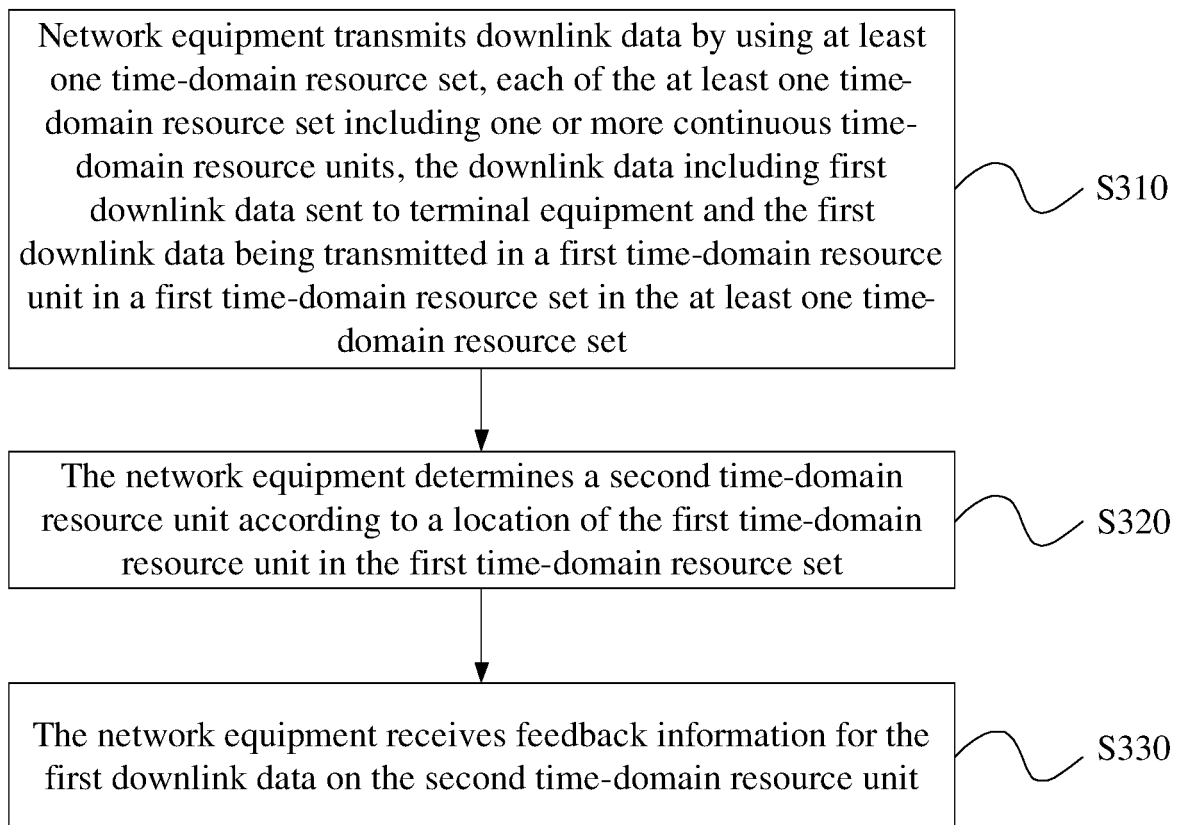 Network equipment transmits downlink data by using at least
one time-domain resource set, each of the at least one time-
domain resource set including one or more continuous time-
domain resource units, the downlink data including first
downlink data sent to terminal equipment and the first
downlink data being transmitted in a first time-domain resource
unit in a first time-domain resource set in the at least one time-
domain resource set
S310
The network equipment determines a second time-domain
resource unit according to a location of the first time-domain
resource unit in the first time-domain resource set
S320
The network equipment receives feedback information for the
first downlink data on the second time-domain resource unit
S330